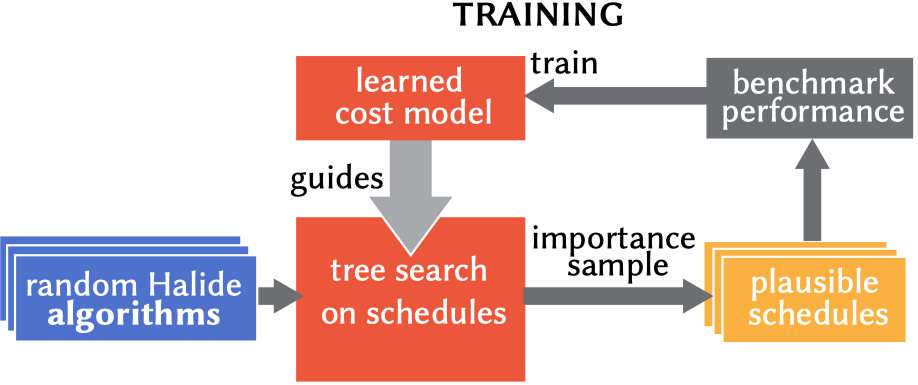 TRAINING
learned
cost model
train
benchmark
performance
guides
random Halide
algorithms
tree search
on schedules
importance
sample
plausible
schedules